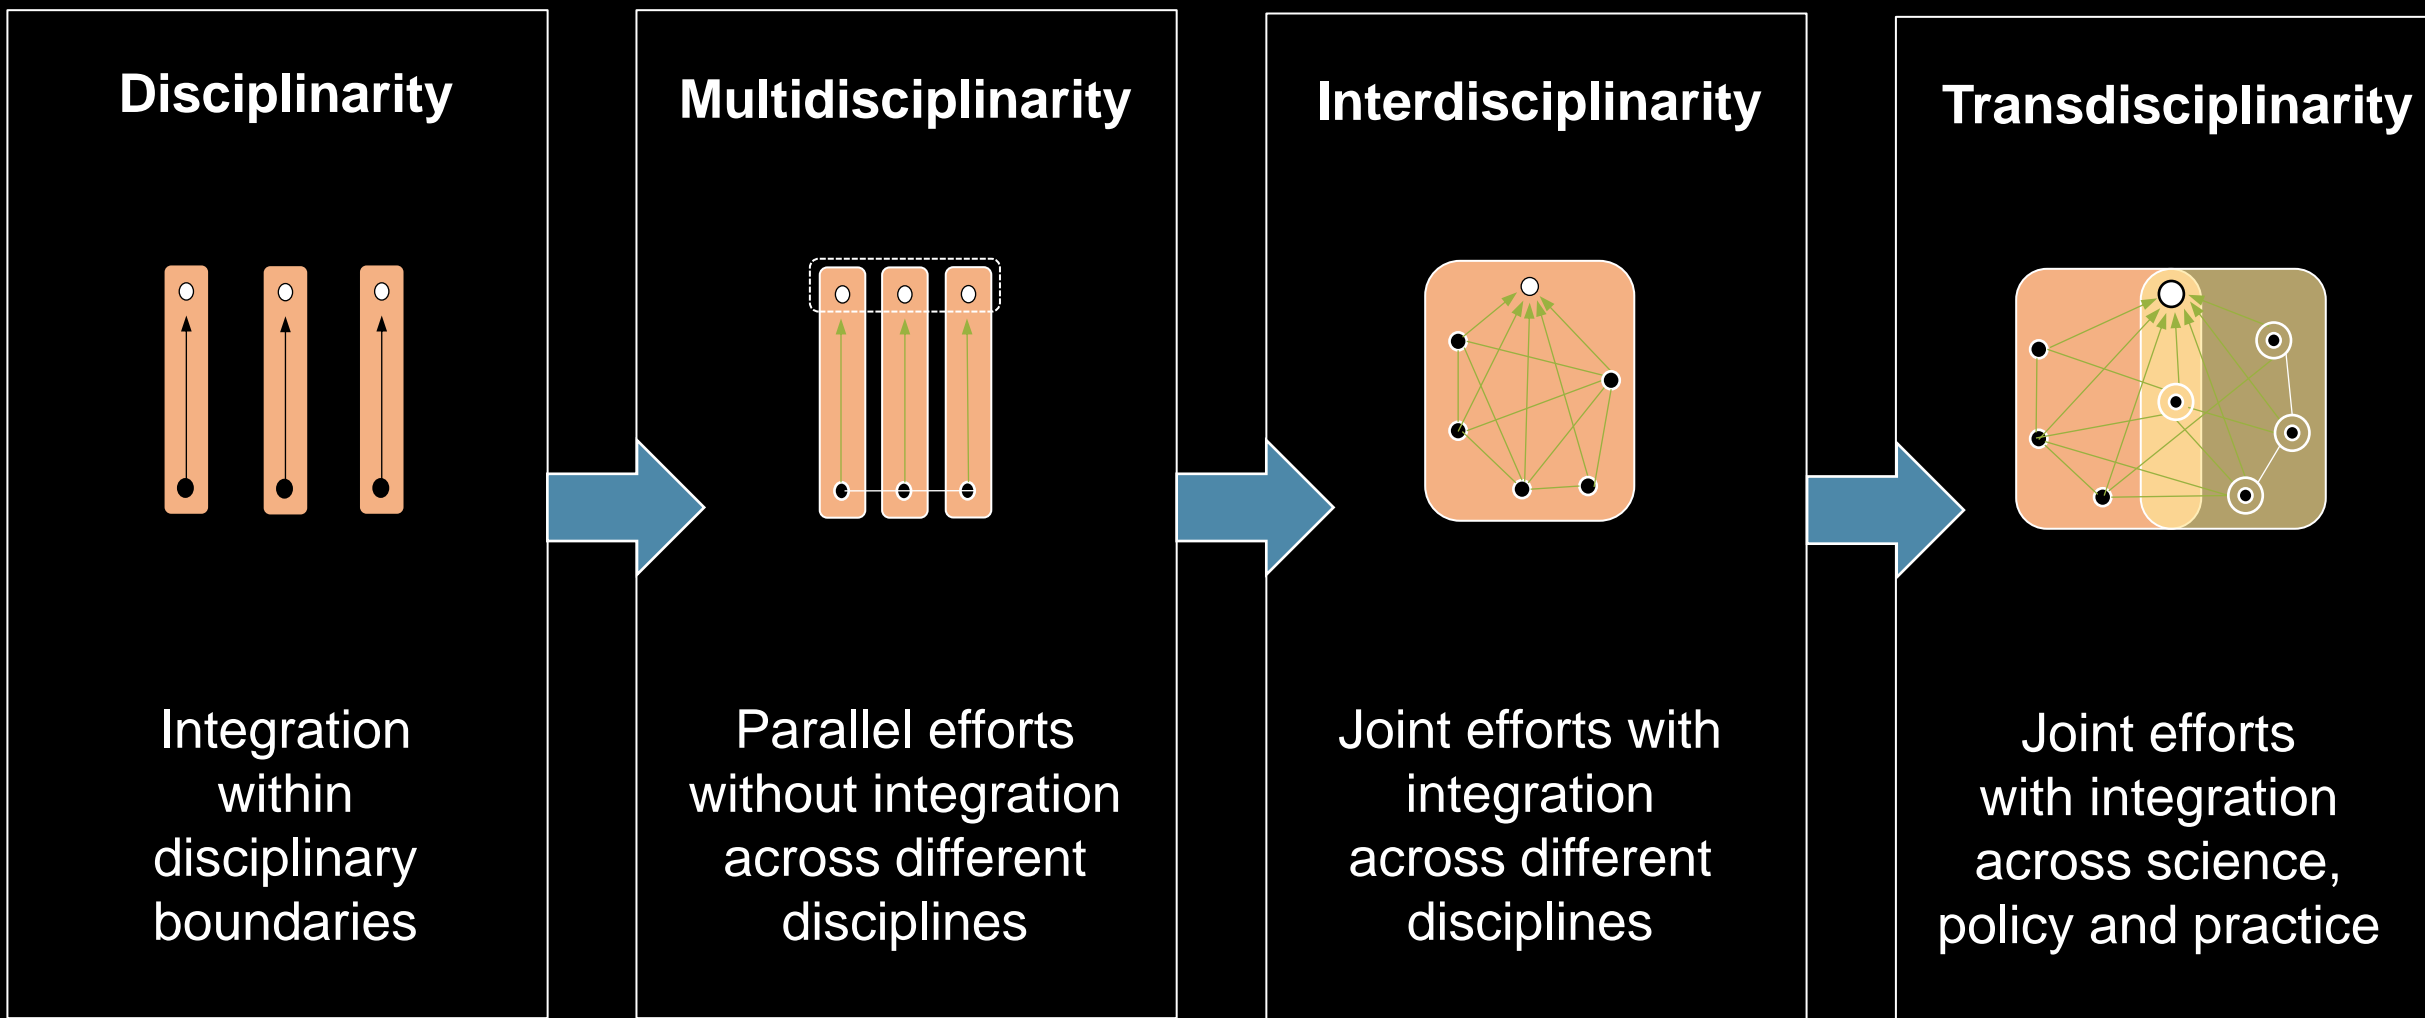 Disciplinarity
Integration
within
disciplinary
boundaries
Multidisciplinarity
Parallel efforts
without integration
across different
disciplines
Interdisciplinarity
Joint efforts with
integration
across different
disciplines
Transdisciplinarity
Joint efforts
with integration
across science,
policy and practice